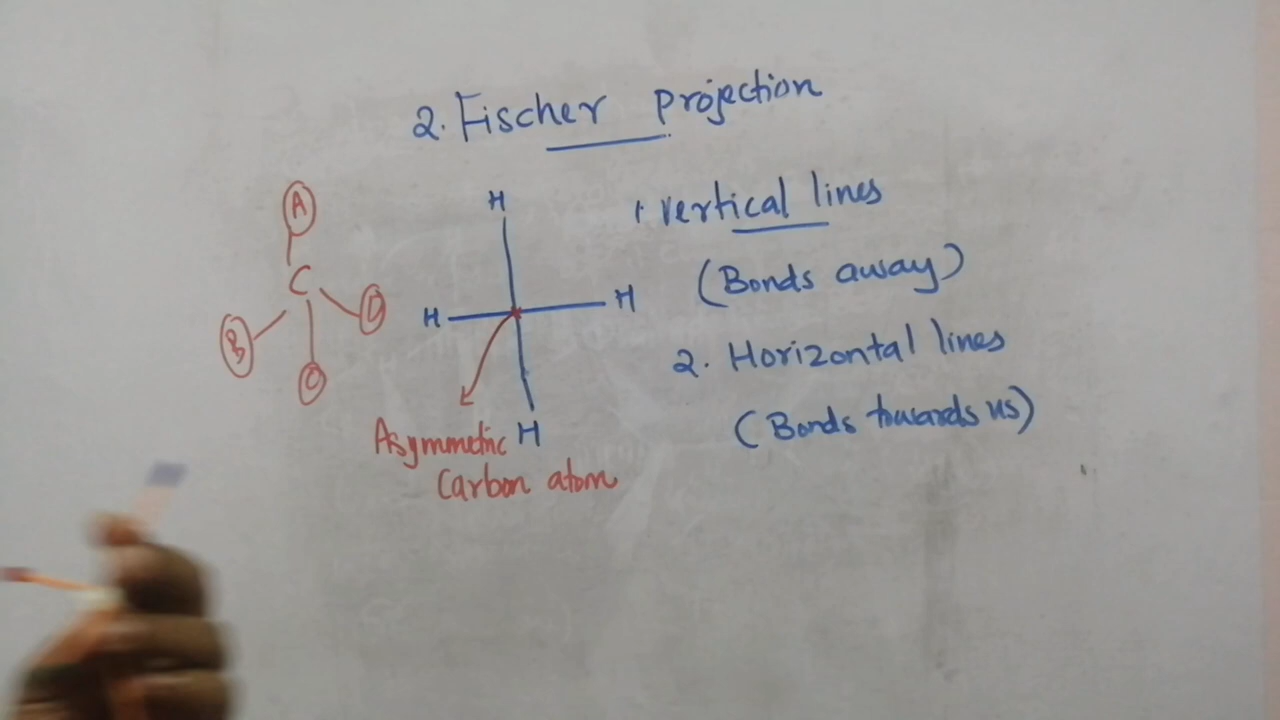 2. Fischer projection
A
C
B
D
C
H
H
H
H
Asymmetric
Carbon atom
1 vertical lines
(Bonds away)
2. Horizontal lines
(Bonds towards us)